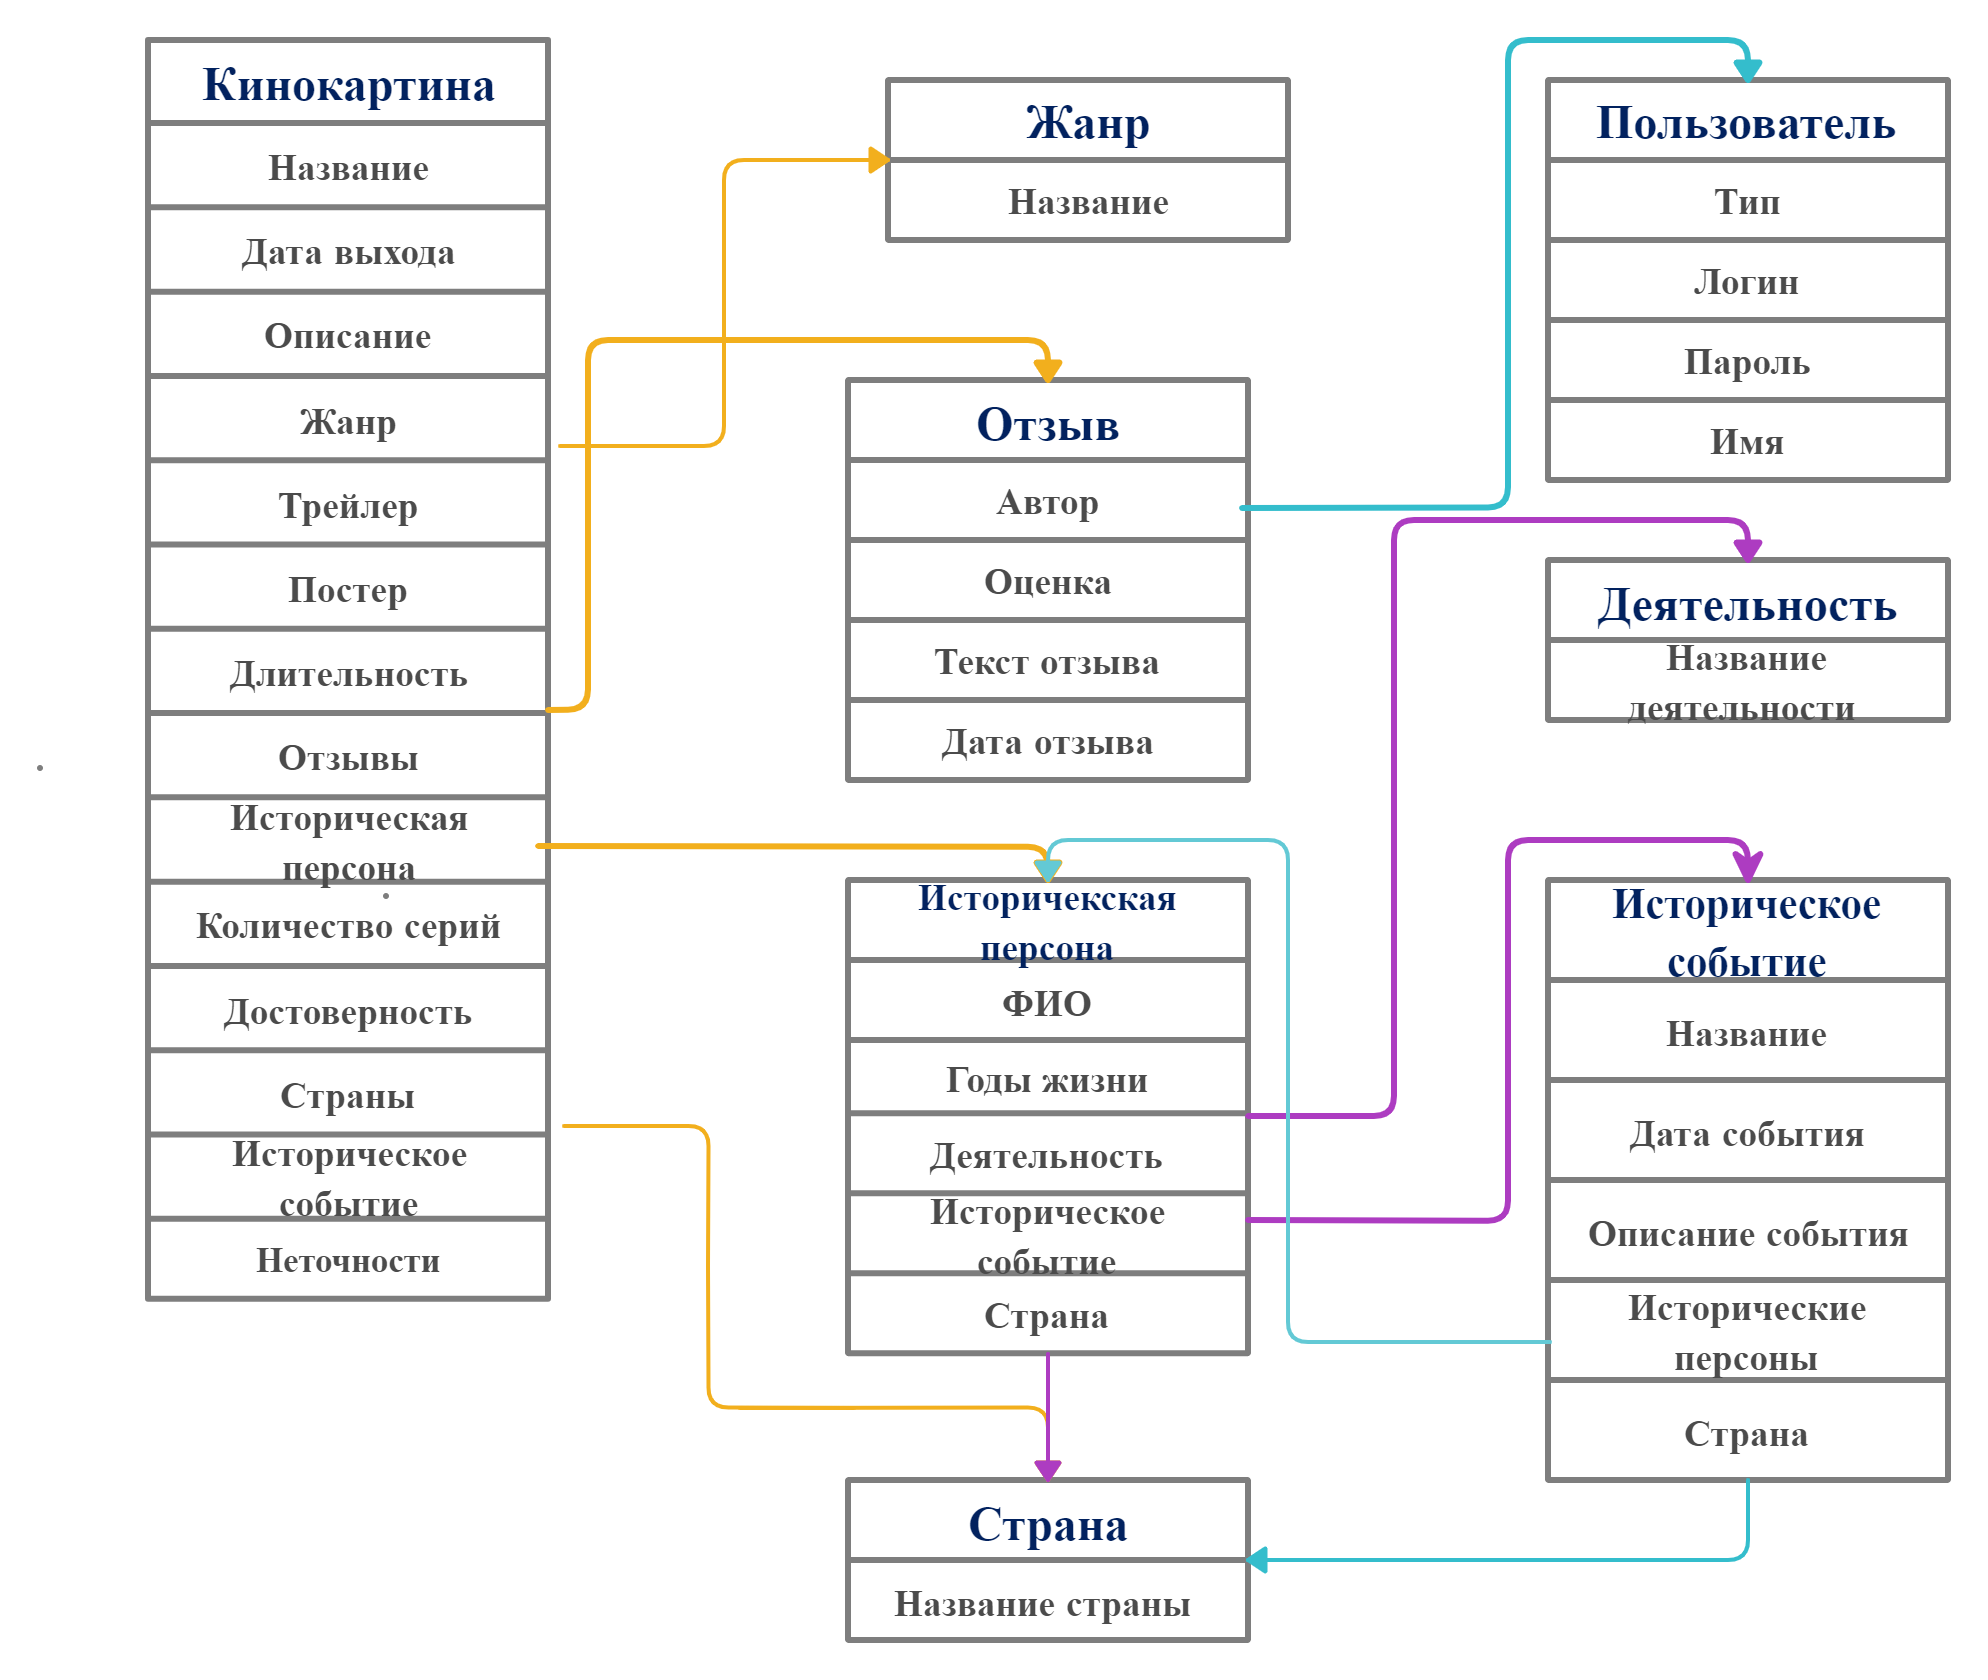 Кинокартина
Название
Дата выхода
Описание
Жанр
Трейлер
Постер
Длительность
Отзывы
Историческая
персона
Количество серий
Достоверность
Страны
Историческое
событие
Неточности
Жанр
Название
Отзыв
Автор
Оценка
Текст отзыва
Дата отзыва
Историчекская
персона
ФИО
Годы жизни
Деятельность
Историческое
событие
Страна
Страна
Название страны
Пользователь
Тип
Логин
Пароль
Имя
Деятельность
Название
деятельности
Историческое
событие
Название
Дата события
Описание события
Исторические
персоны
Страна